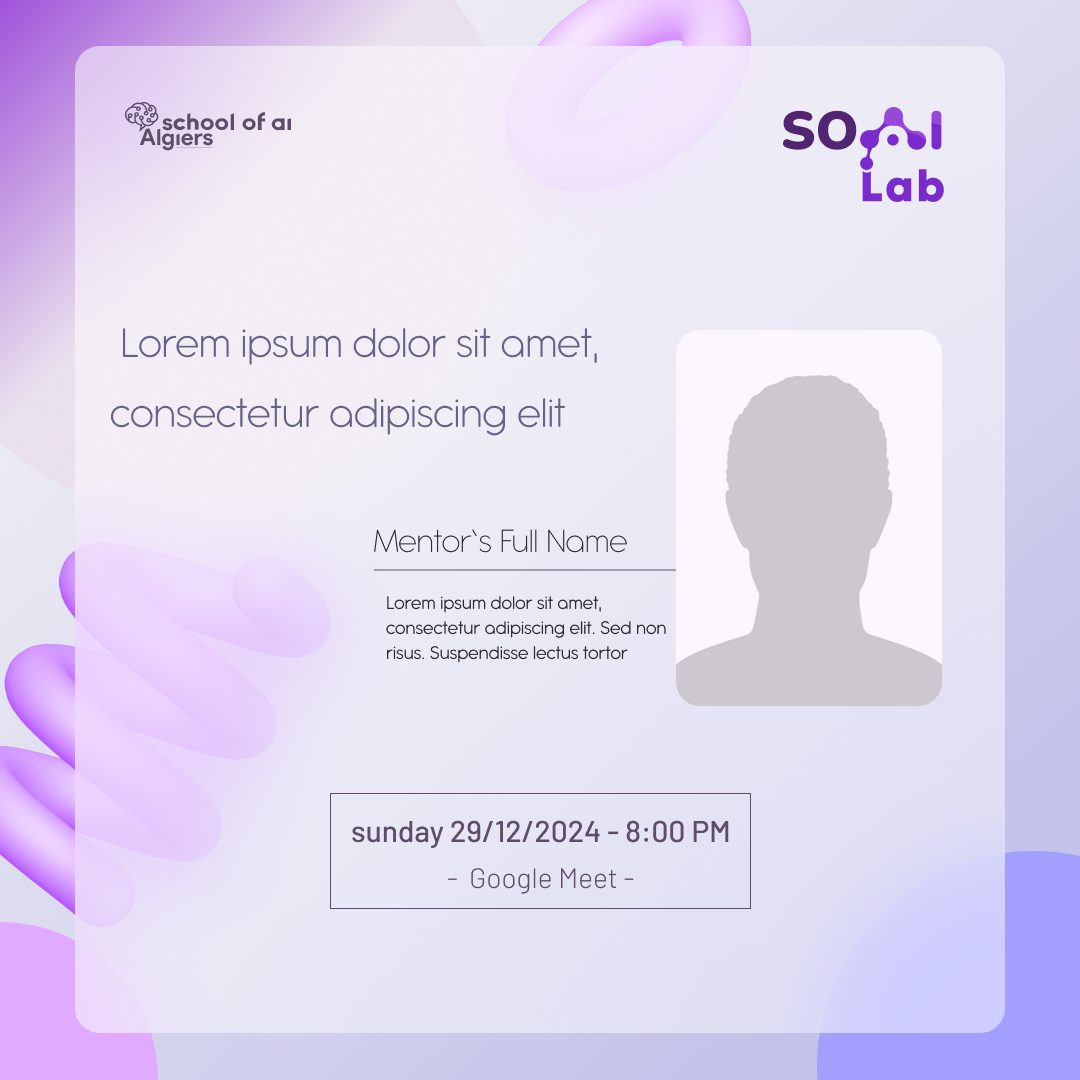 school of aı
Algıers
SOAI
Lab
Lorem ipsum dolor sit amet,
consectetur adipiscing elit
Mentor`s Full Name
Lorem ipsum dolor sit amet,
consectetur adipiscing elit. Sed non
risus. Suspendisse lectus tortor
sunday 29/12/2024 - 8:00 PM
- Google Meet -